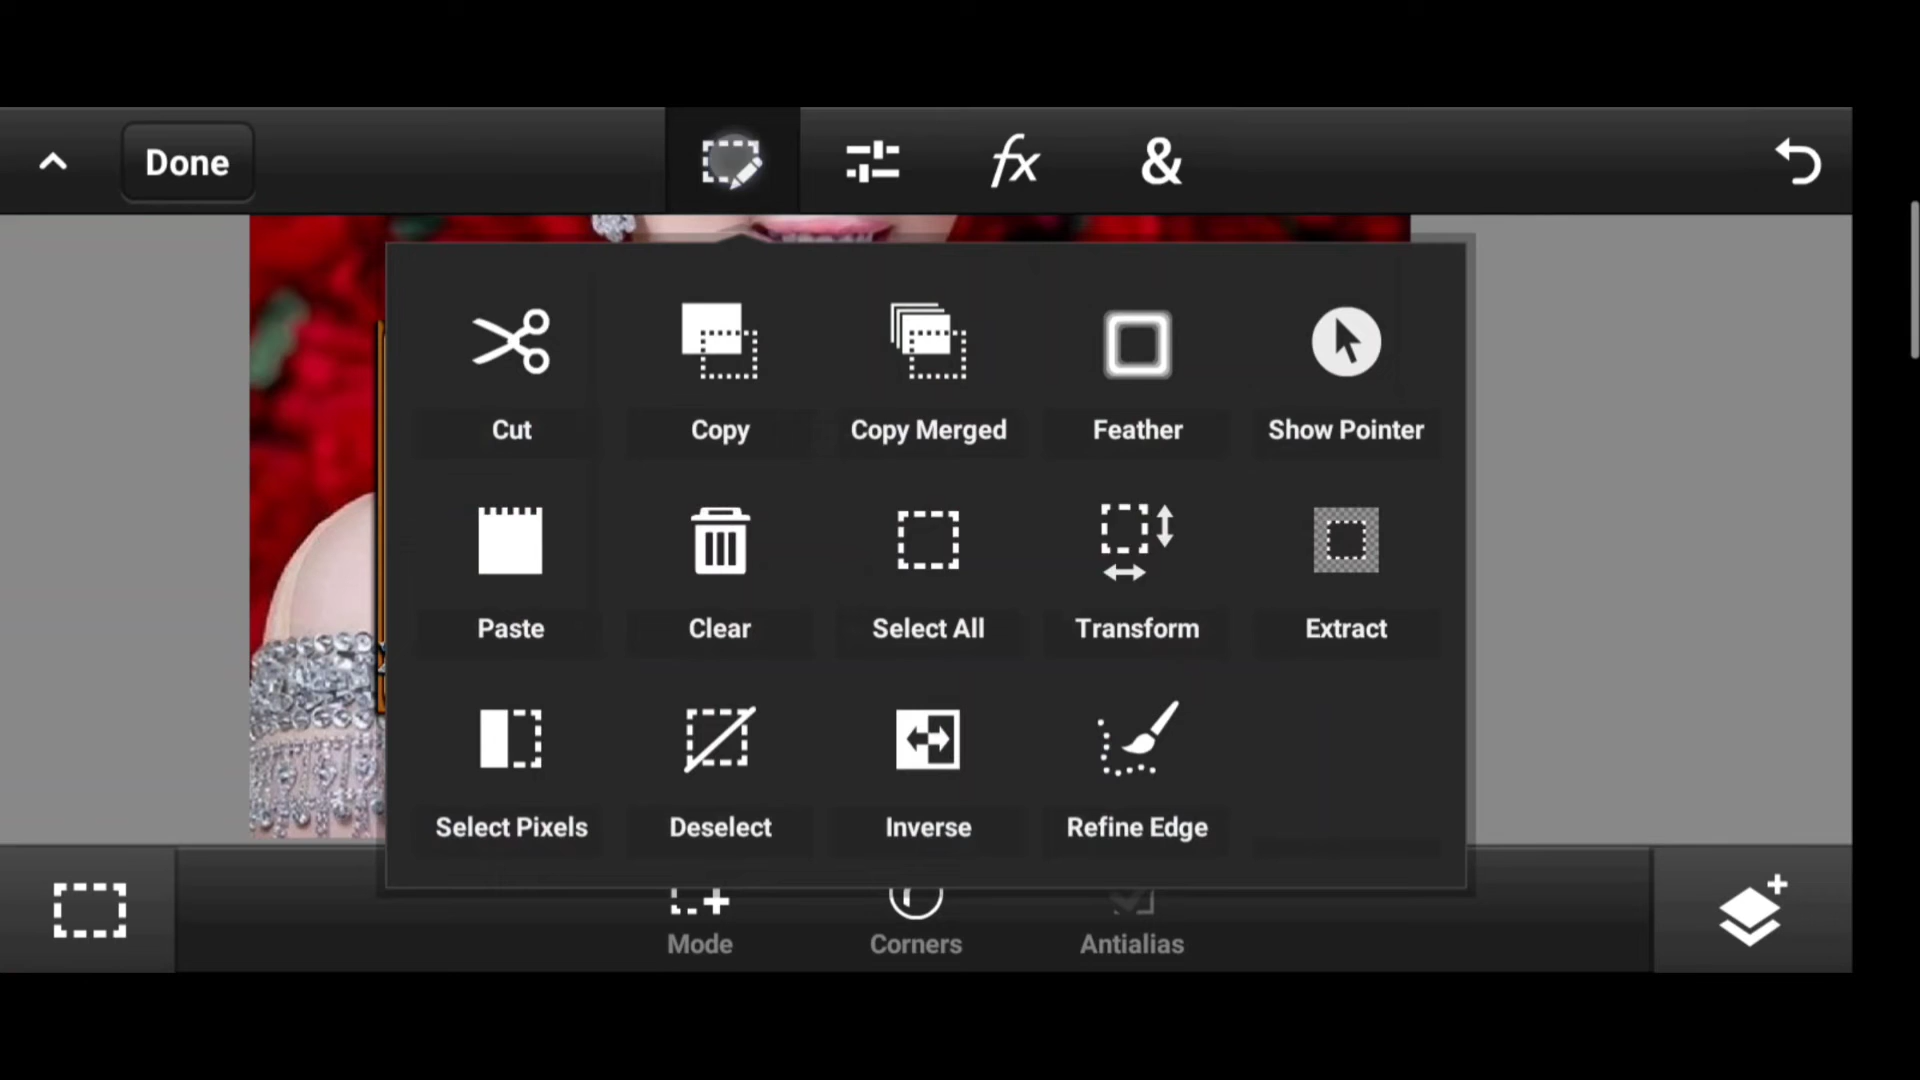 Done
fx
&
Cut
Copy
Copy Merged
Feather
Show Pointer
Paste
Clear
Select All
Transform
Extract
Select Pixels
Deselect
Inverse
Refine Edge
Mode
Corners
Antialias